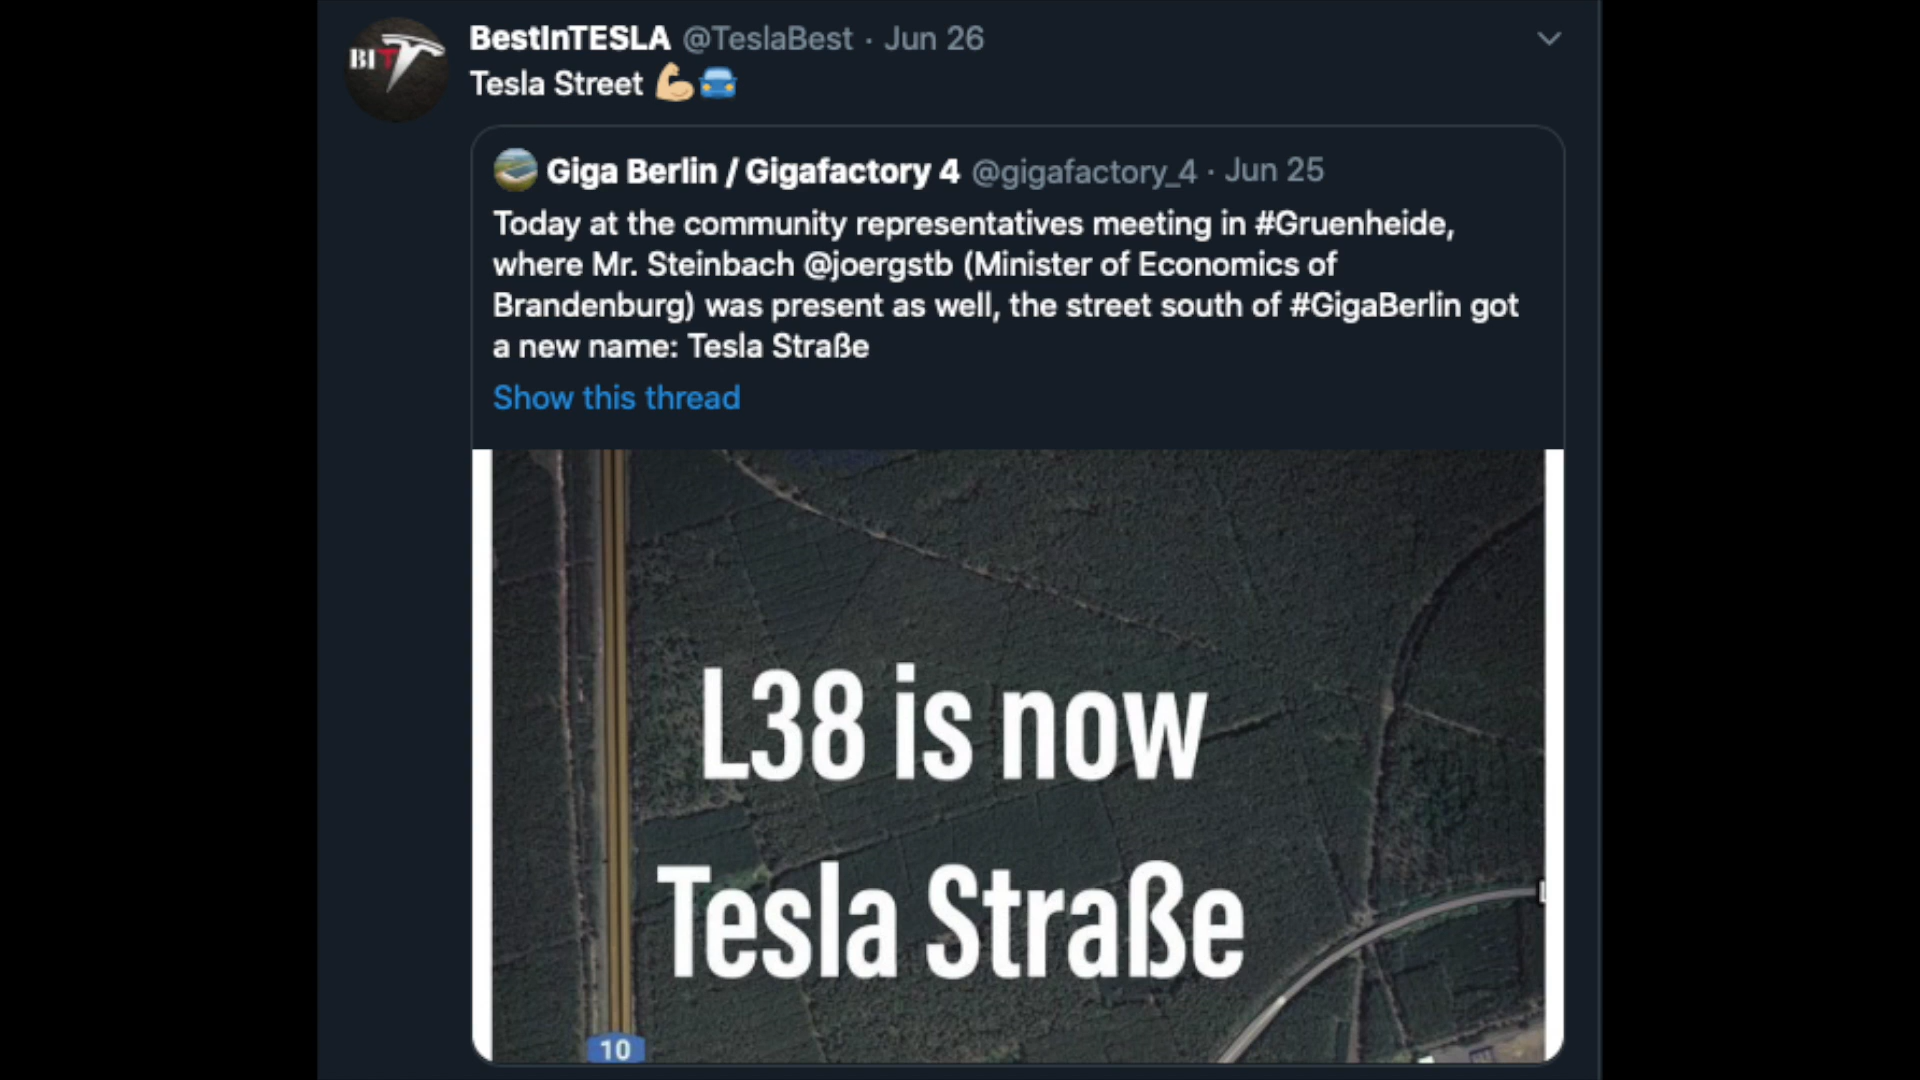 BIT
BestInTESLA @TeslaBest · Jun 26
Tesla Street 💪🚘
Giga Berlin / Gigafactory 4 @gigafactory_4 · Jun 25
Today at the community representatives meeting in #Gruenheide,
where Mr. Steinbach @joergstb (Minister of Economics of
Brandenburg) was present as well, the street south of #GigaBerlin got
a new name: Tesla Straße
Show this thread
L38 is now
Tesla Straße
10